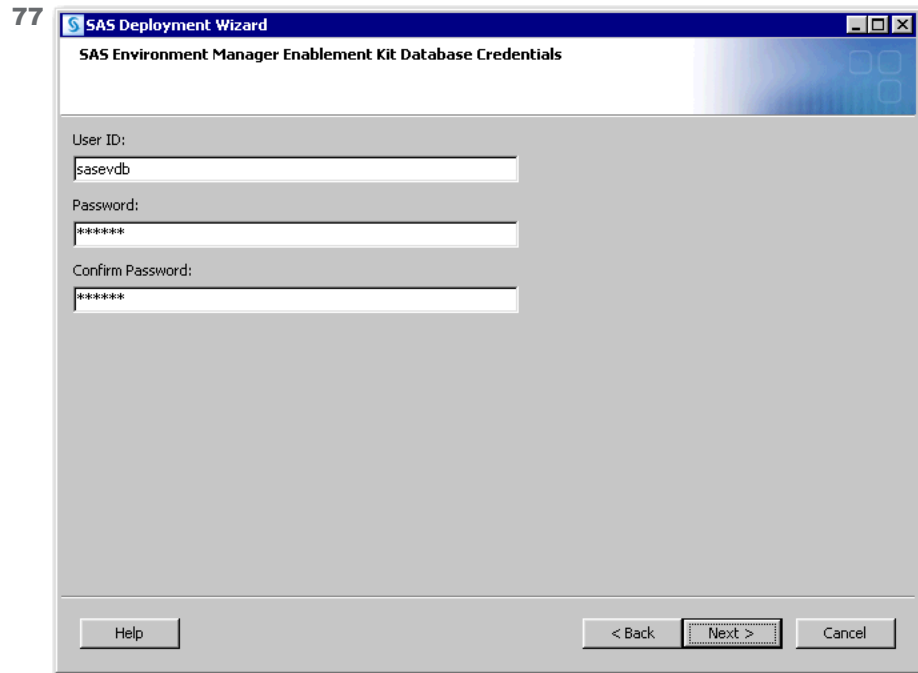 77
SAS Deployment Wizard
SAS Environment Manager Enablement Kit Database Credentials
User ID:
sasevdb
Password:
******
Confirm Password:
******
Help
< Back
Next >
Cancel